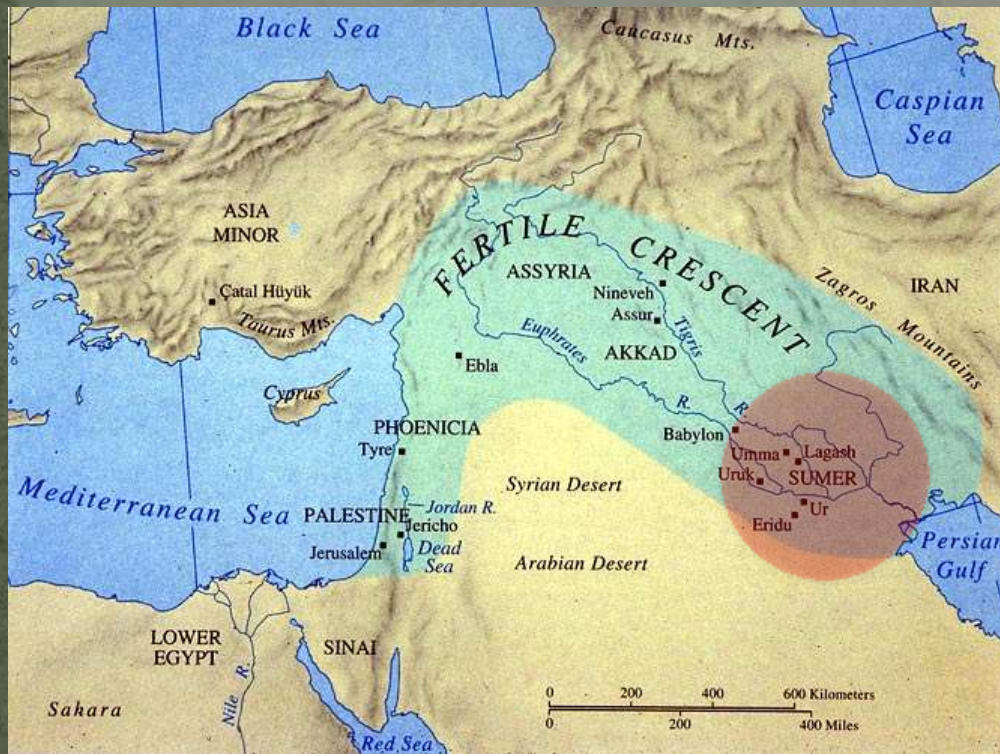 Black Sea
Caucasus Mts.
Caspian
Sea
ASIA
MINOR
FERTILE CRESCENT
ASSYRIA
Nineveh
Zagros Mountains
IRAN
Çatal Hüyük
Taurus Mts.
Assur
Tigris R.
Euphrates R.
AKKAD
Ebla
Cyprus
PHOENICIA
Babylon
Tyre
Umma
Lagash
Uruk
SUMER
Syrian Desert
Mediterranean Sea
Jordan R.
PALESTINE
Jericho
Ur
Eridu
Jerusalem
Dead
Sea
Arabian Desert
Persian
Gulf
LOWER
EGYPT
SINAI
Nile R.
Sahara
Red Sea
0 200 400 600 Kilometers
0 200 400 Miles